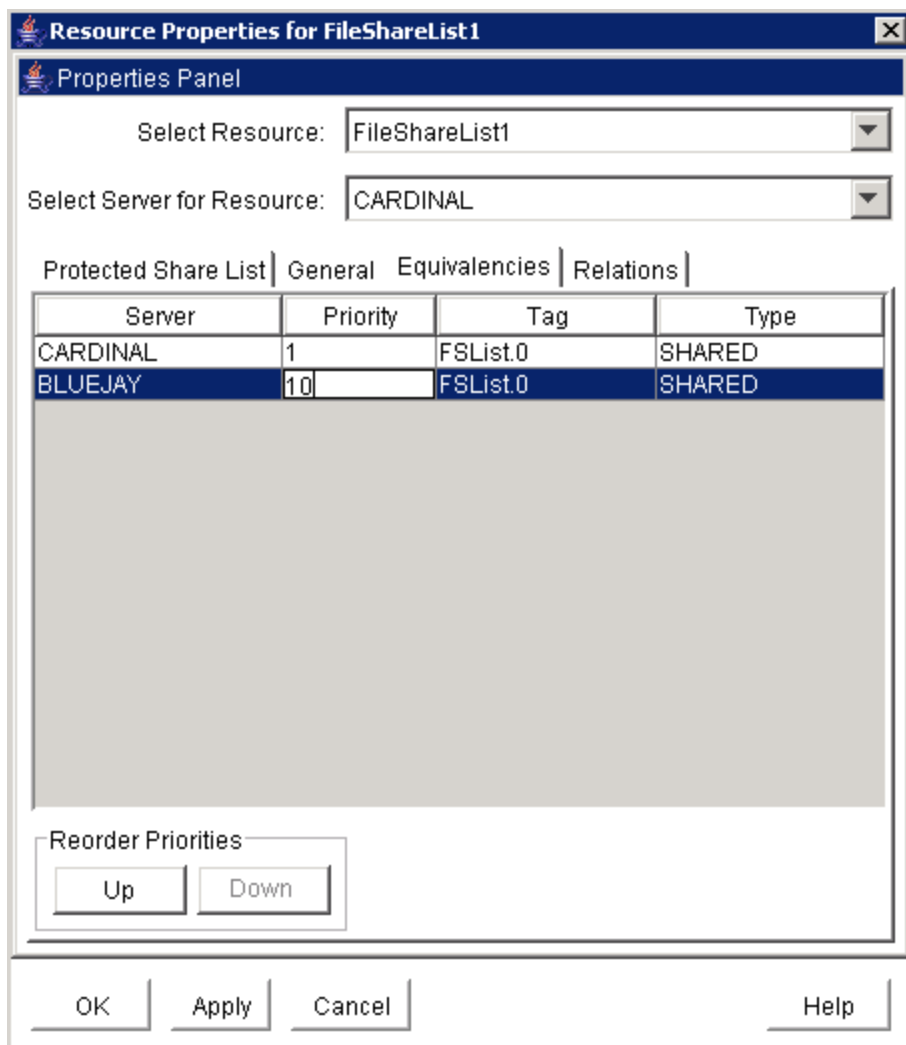 Resource Properties for FileShareList1
Properties Panel
Select Resource: FileShareList1
Select Server for Resource: CARDINAL
Protected Share List General Equivalencies Relations
Server Priority Tag Type
CARDINAL 1 FSList.0 SHARED
BLUEJAY 10 FSList.0 SHARED
Reorder Priorities
Up Down
OK Apply Cancel Help